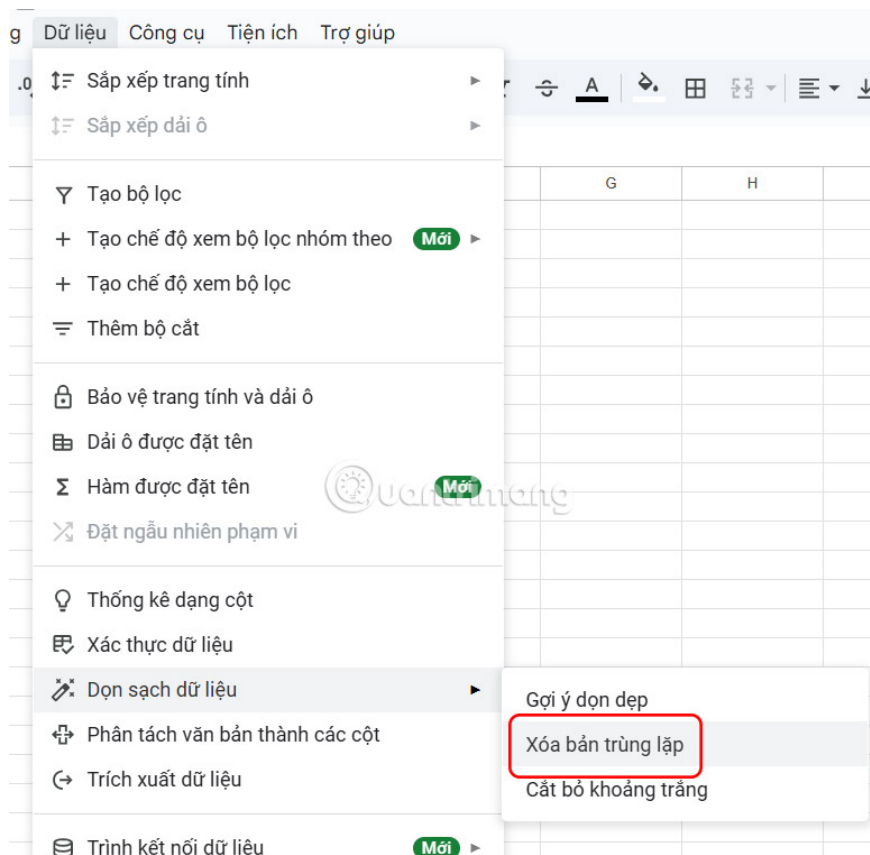 g Dữ liệu Công cụ Tiện ích Trợ giúp
.0 A
Sắp xếp trang tính
Sắp xếp dải ô
G H
Tạo bộ lọc
Tạo chế độ xem bộ lọc nhóm theo Mới
Tạo chế độ xem bộ lọc
Thêm bộ cắt
Bảo vệ trang tính và dải ô
Dải ô được đặt tên
Hàm được đặt tên Mới
Quantrimang
Đặt ngẫu nhiên phạm vi
Thống kê dạng cột
Xác thực dữ liệu
Dọn sạch dữ liệu
Gợi ý dọn dẹp
Phân tách văn bản thành các cột
Xóa bản trùng lặp
Trích xuất dữ liệu
Cắt bỏ khoảng trắng
Trình kết nối dữ liệu Mới